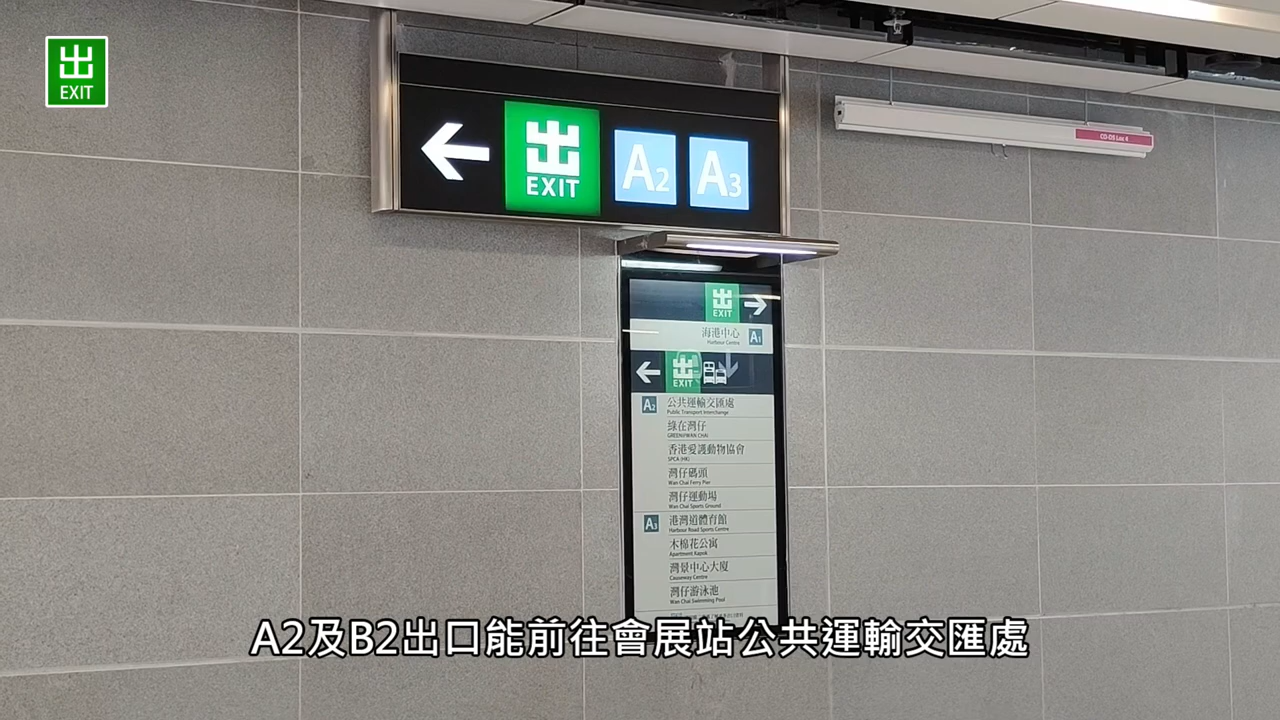 出
EXIT
出
EXIT
A2
A3
CO-DS Loc 4
出
EXIT
海港中心
Harbour Centre
A1
出
EXIT
A2
公共運輸交匯處
Public Transport Interchange
綠在灣仔
GREEN@WAN CHAI
香港愛護動物協會
SPCA (HK)
灣仔碼頭
Wan Chai Ferry Pier
灣仔運動場
Wan Chai Sports Ground
A3
港灣道體育館
Harbour Road Sports Centre
木棉花公寓
Apartment Kapok
灣景中心大廈
Causeway Centre
灣仔游泳池
Wan Chai Swimming Pool
A2及B2出口能前往會展站公共運輸交匯處